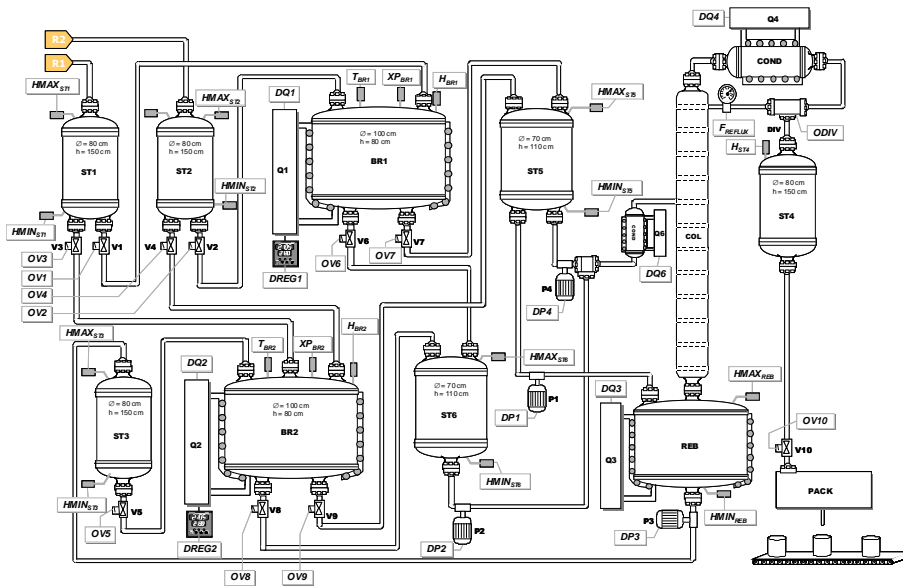 DQ4
Q4
R2
R1
COND
HMAX ST1
HMAX ST2
DQ1
T BR1
XP BR1
H BR1
HMAX ST5
F REFLUX
DIV
ODIV
H ST4
Ø = 80 cm
h = 150 cm
ST1
Ø = 80 cm
h = 150 cm
ST2
Q1
Ø = 100 cm
h = 80 cm
BR1
Ø = 70 cm
h = 110 cm
ST5
Ø = 80 cm
h = 150 cm
ST4
HMIN ST2
HMIN ST5
HMIN ST1
COND
Q6
COL
V3
V1
V4
V2
V6
V7
OV3
OV1
OV4
OV2
OV6
OV7
DREG1
P4
DP4
DQ6
HMAX ST3
DQ2
T BR2
XP BR2
H BR2
HMAX ST6
DQ3
HMAX REB
Ø = 80 cm
h = 150 cm
ST3
Q2
Ø = 100 cm
h = 80 cm
BR2
Ø = 70 cm
h = 110 cm
ST6
P1
DP1
Q3
REB
OV10
V10
HMIN ST3
HMIN ST6
HMIN REB
PACK
V5
OV5
DREG2
V8
V9
OV8
OV9
P2
DP2
P3
DP3